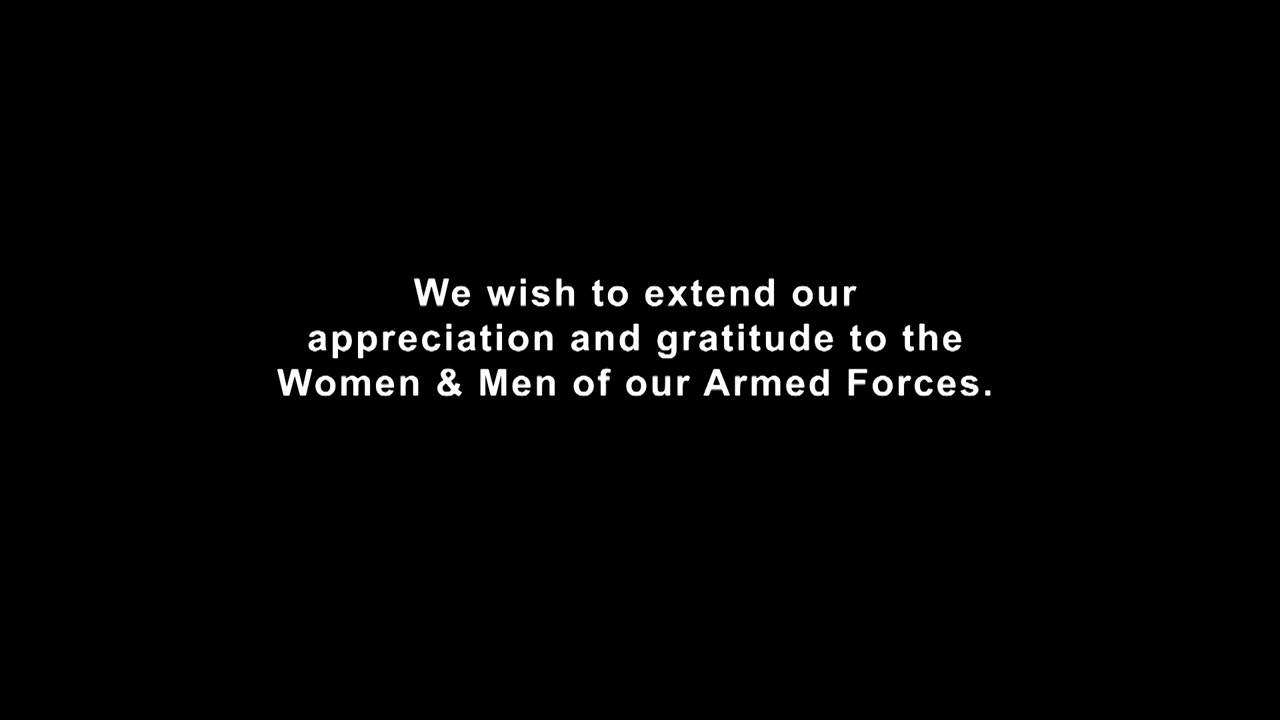 We wish to extend our
appreciation and gratitude to the
Women & Men of our Armed Forces.